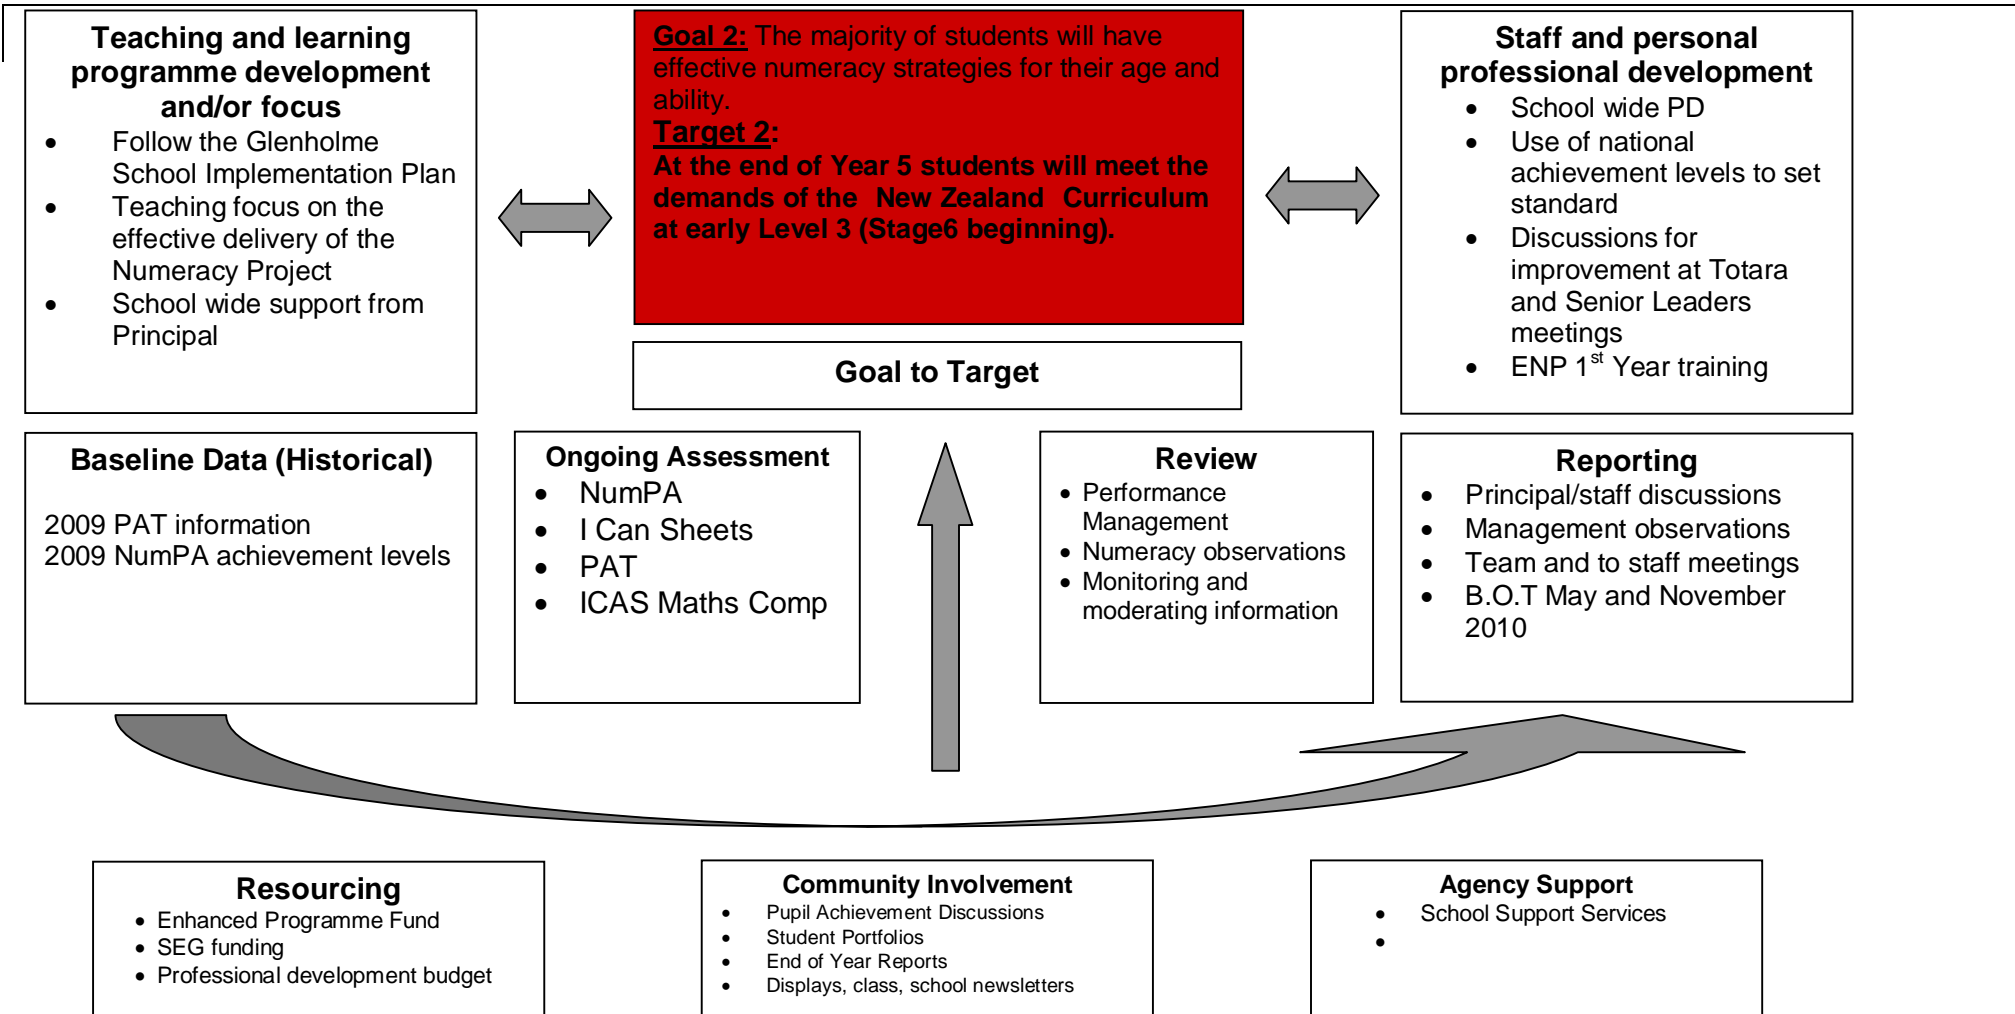 Teaching and learning
programme development
and/or focus
• Follow the Glenholme
School Implementation Plan
• Teaching focus on the
effective delivery of the
Numeracy Project
• School wide support from
Principal
Goal 2: The majority of students will have
effective numeracy strategies for their age and
ability.
Target 2:
At the end of Year 5 students will meet the
demands of the New Zealand Curriculum
at early Level 3 (Stage6 beginning).
Goal to Target
Staff and personal
professional development
• School wide PD
• Use of national
achievement levels to set
standard
• Discussions for
improvement at Totara
and Senior Leaders
meetings
• ENP 1st Year training
Baseline Data (Historical)
2009 PAT information
2009 NumPA achievement levels
Ongoing Assessment
• NumPA
• I Can Sheets
• PAT
• ICAS Maths Comp
Review
• Performance
Management
• Numeracy observations
• Monitoring and
moderating information
Reporting
• Principal/staff discussions
• Management observations
• Team and to staff meetings
• B.O.T May and November
2010
Resourcing
• Enhanced Programme Fund
• SEG funding
• Professional development budget
Community Involvement
• Pupil Achievement Discussions
• Student Portfolios
• End of Year Reports
• Displays, class, school newsletters
Agency Support
• School Support Services
•